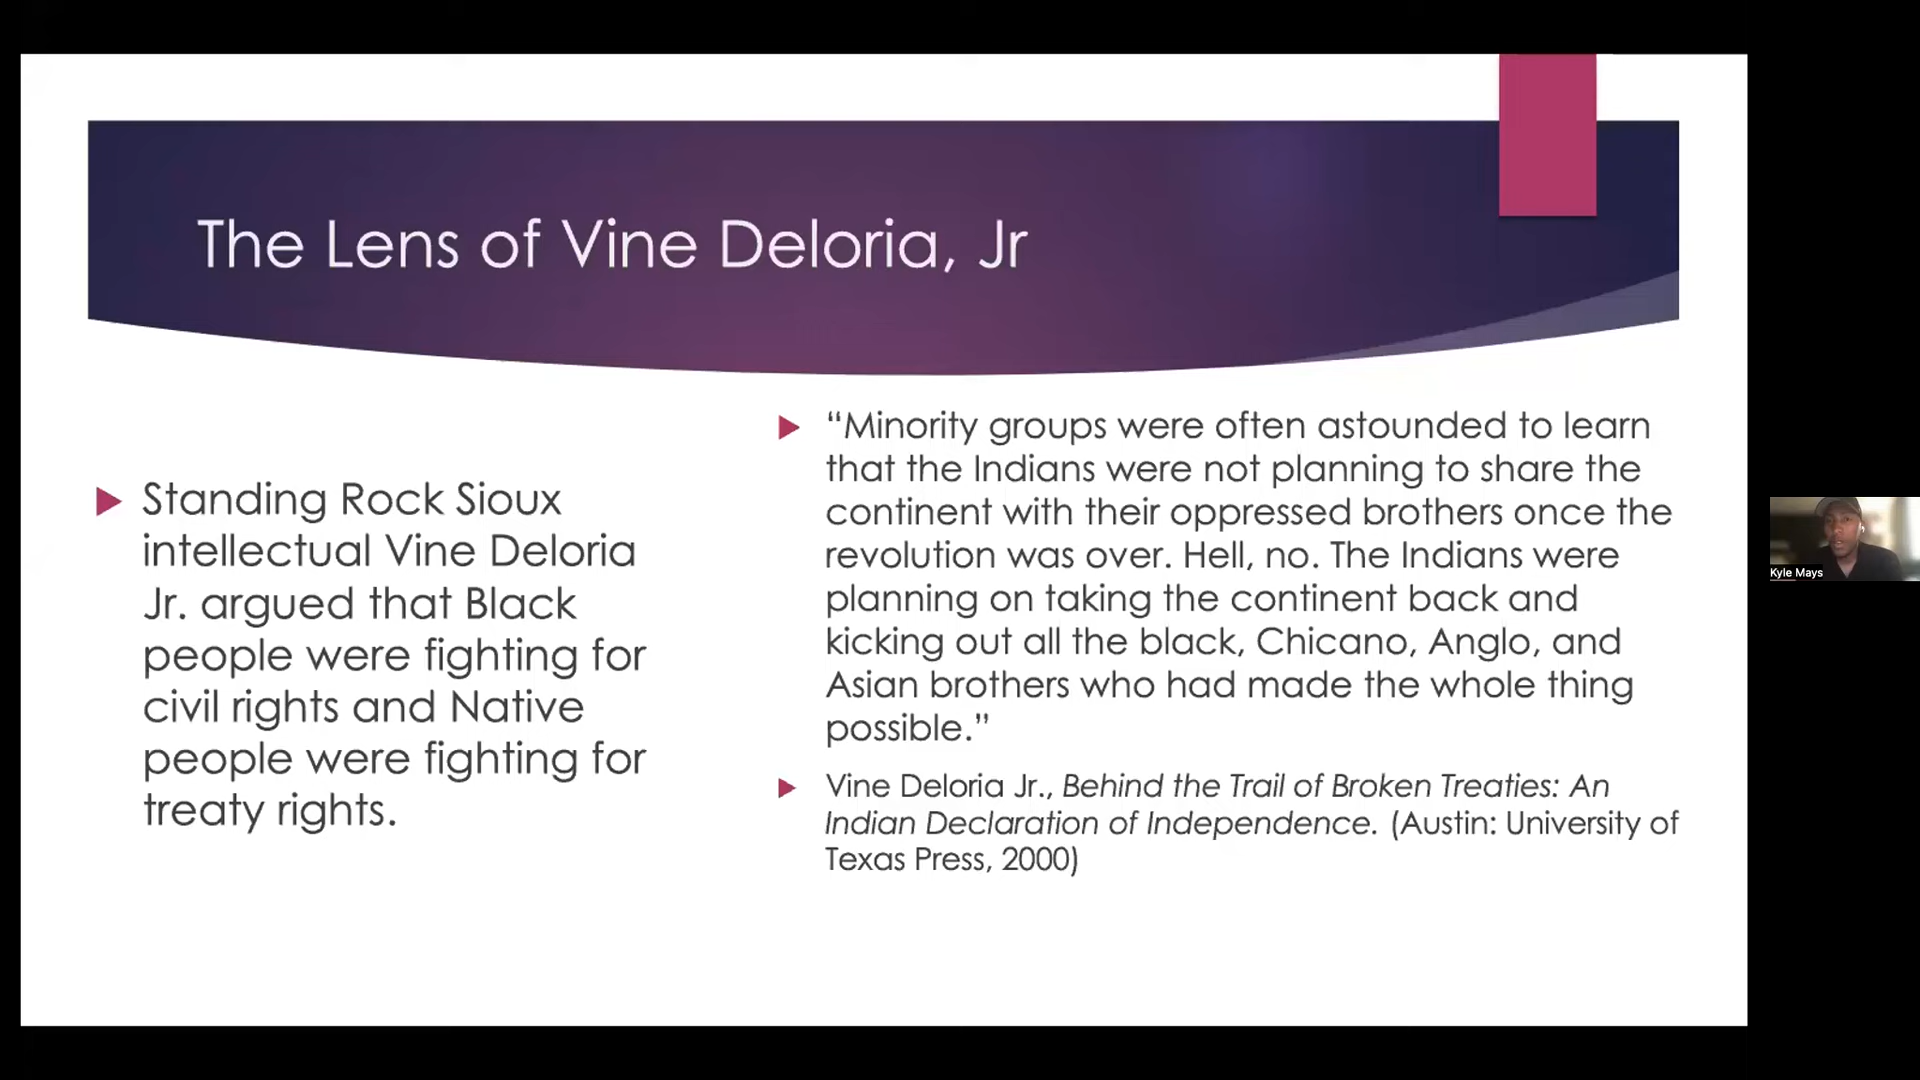 The Lens of Vine Deloria, Jr
Standing Rock Sioux
intellectual Vine Deloria
Jr. argued that Black
people were fighting for
civil rights and Native
people were fighting for
treaty rights.
“Minority groups were often astounded to learn
that the Indians were not planning to share the
continent with their oppressed brothers once the
revolution was over. Hell, no. The Indians were
planning on taking the continent back and
kicking out all the black, Chicano, Anglo, and
Asian brothers who had made the whole thing
possible.”
Vine Deloria Jr., Behind the Trail of Broken Treaties: An
Indian Declaration of Independence. (Austin: University of
Texas Press, 2000)
Kyle Mays